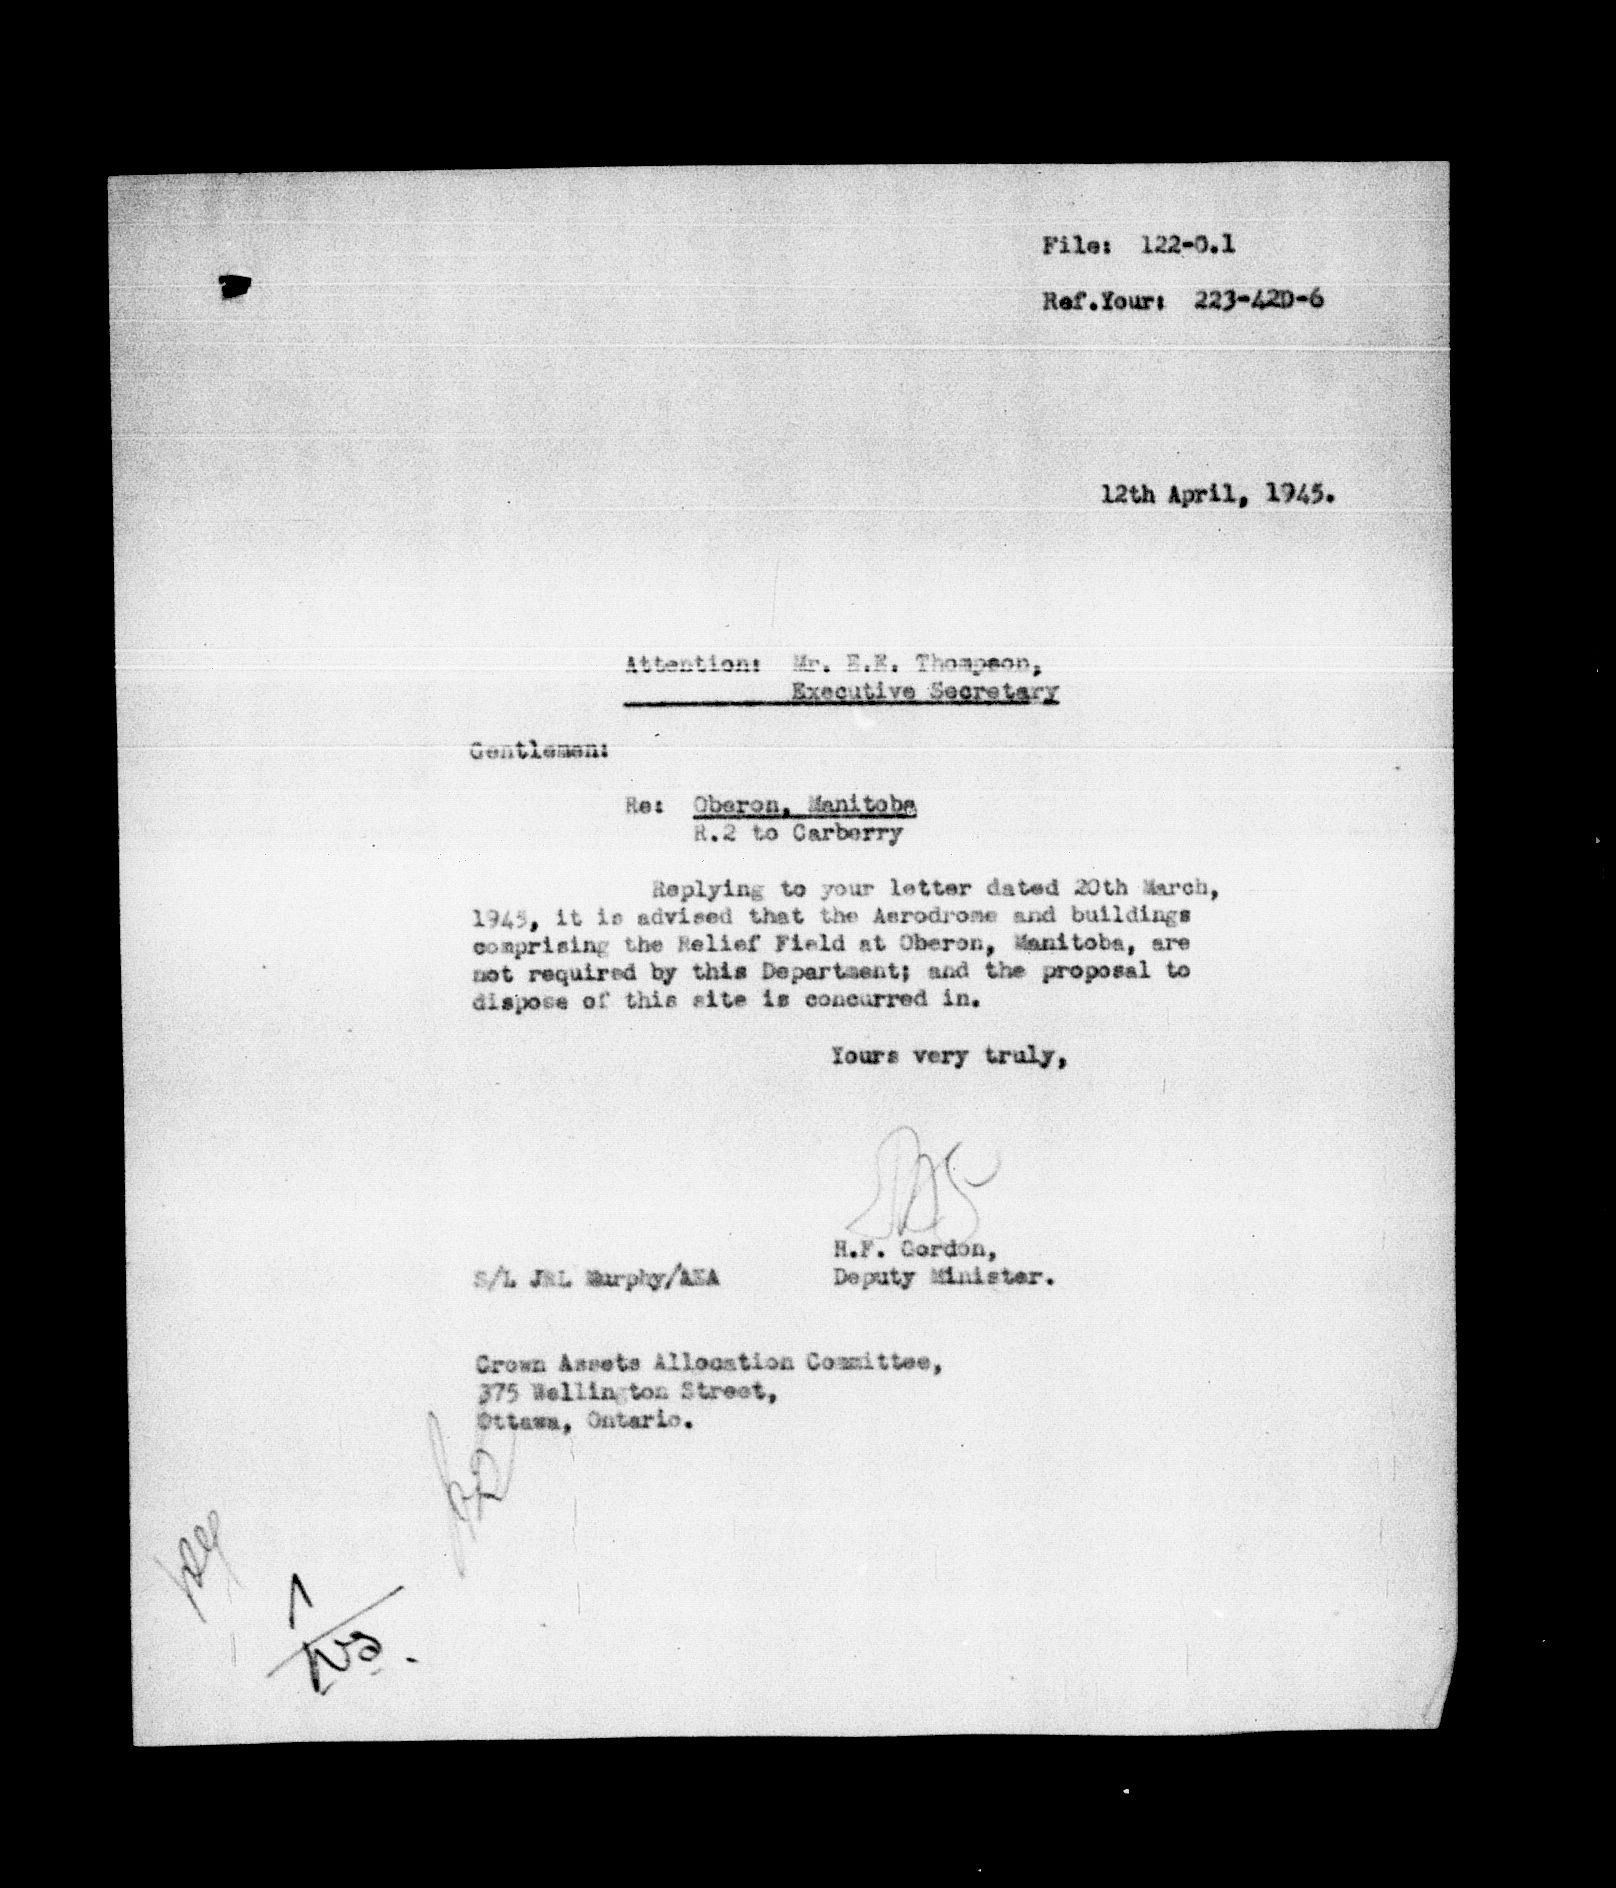 File: 122-O.1
Ref.Your: 223-42D-6
12th April, 1945.
Attention: Mr. E.R. Thompson,
Executive Secretary
Gentlemen:
Re: Oberon, Manitoba
R.2 to Carberry
Replying to your letter dated 20th March,
1945, it is advised that the Aerodrome and buildings
comprising the Relief Field at Oberon, Manitoba, are
not required by this Department; and the proposal to
dispose of this site is concurred in.
Yours very truly,
H.F. Gordon,
S/L JRL Murphy/AKA
Deputy Minister.
Crown Assets Allocation Committee,
375 Wellington Street,
Ottawa, Ontario.